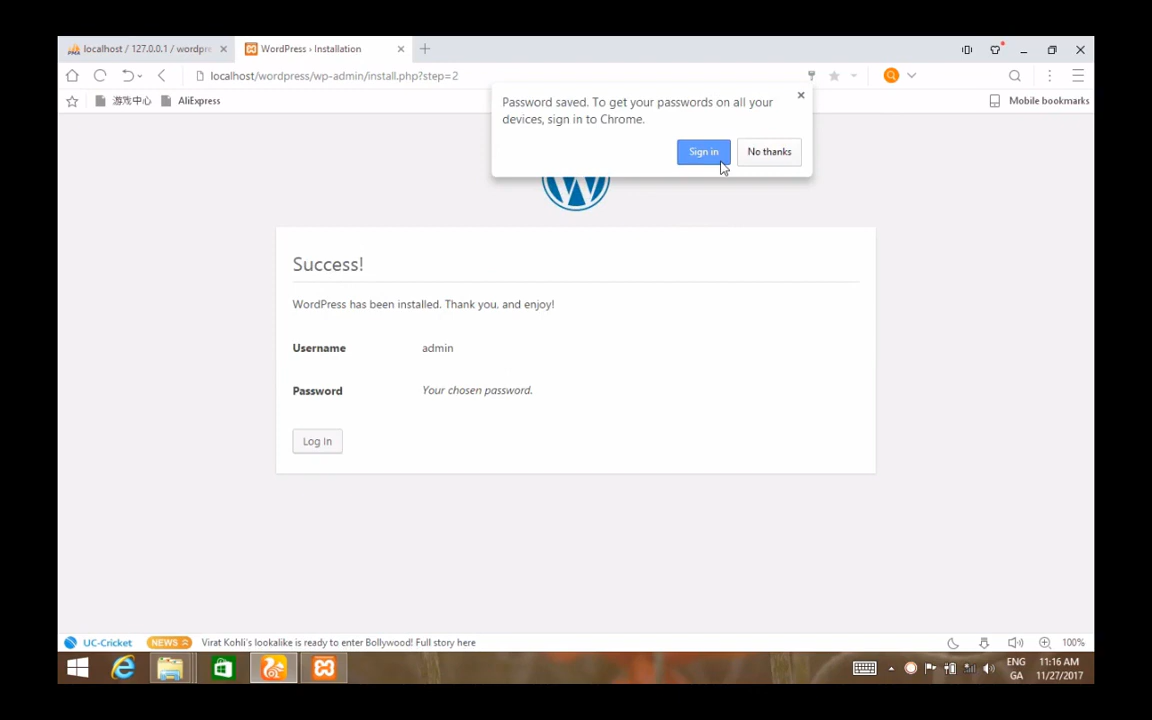 localhost / 127.0.0.1 / wordpre
WordPress › Installation
localhost/wordpress/wp-admin/install.php?step=2
游戏中心
AliExpress
Mobile bookmarks
Password saved. To get your passwords on all your
devices, sign in to Chrome.
Sign in
No thanks
Success!
WordPress has been installed. Thank you, and enjoy!
Username
admin
Password
Your chosen password.
Log In
UC-Cricket
NEWS
Virat Kohli's lookalike is ready to enter Bollywood! Full story here
100%
ENG
11:16 AM
GA
11/27/2017